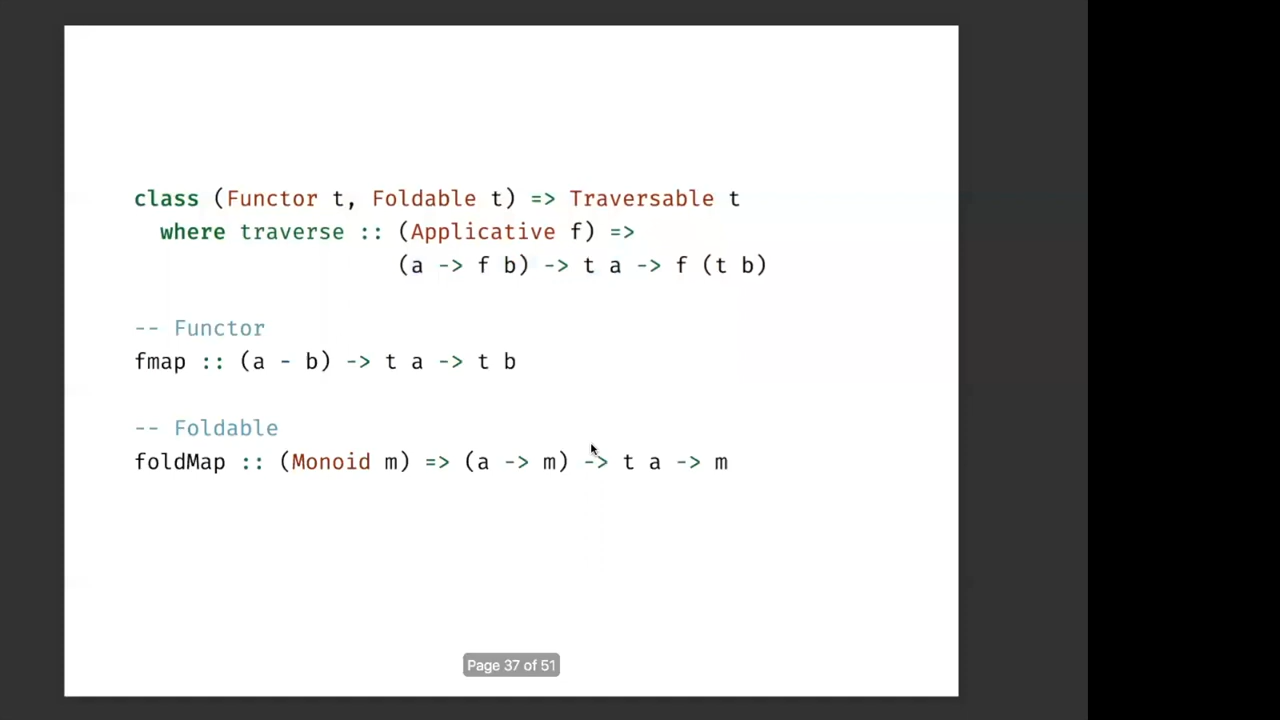 class (Functor t, Foldable t) => Traversable t
where traverse :: (Applicative f) =>
(a -> f b) -> t a -> f (t b)
-- Functor
fmap :: (a - b) -> t a -> t b
-- Foldable
foldMap :: (Monoid m) => (a -> m) -> t a -> m
Page 37 of 51